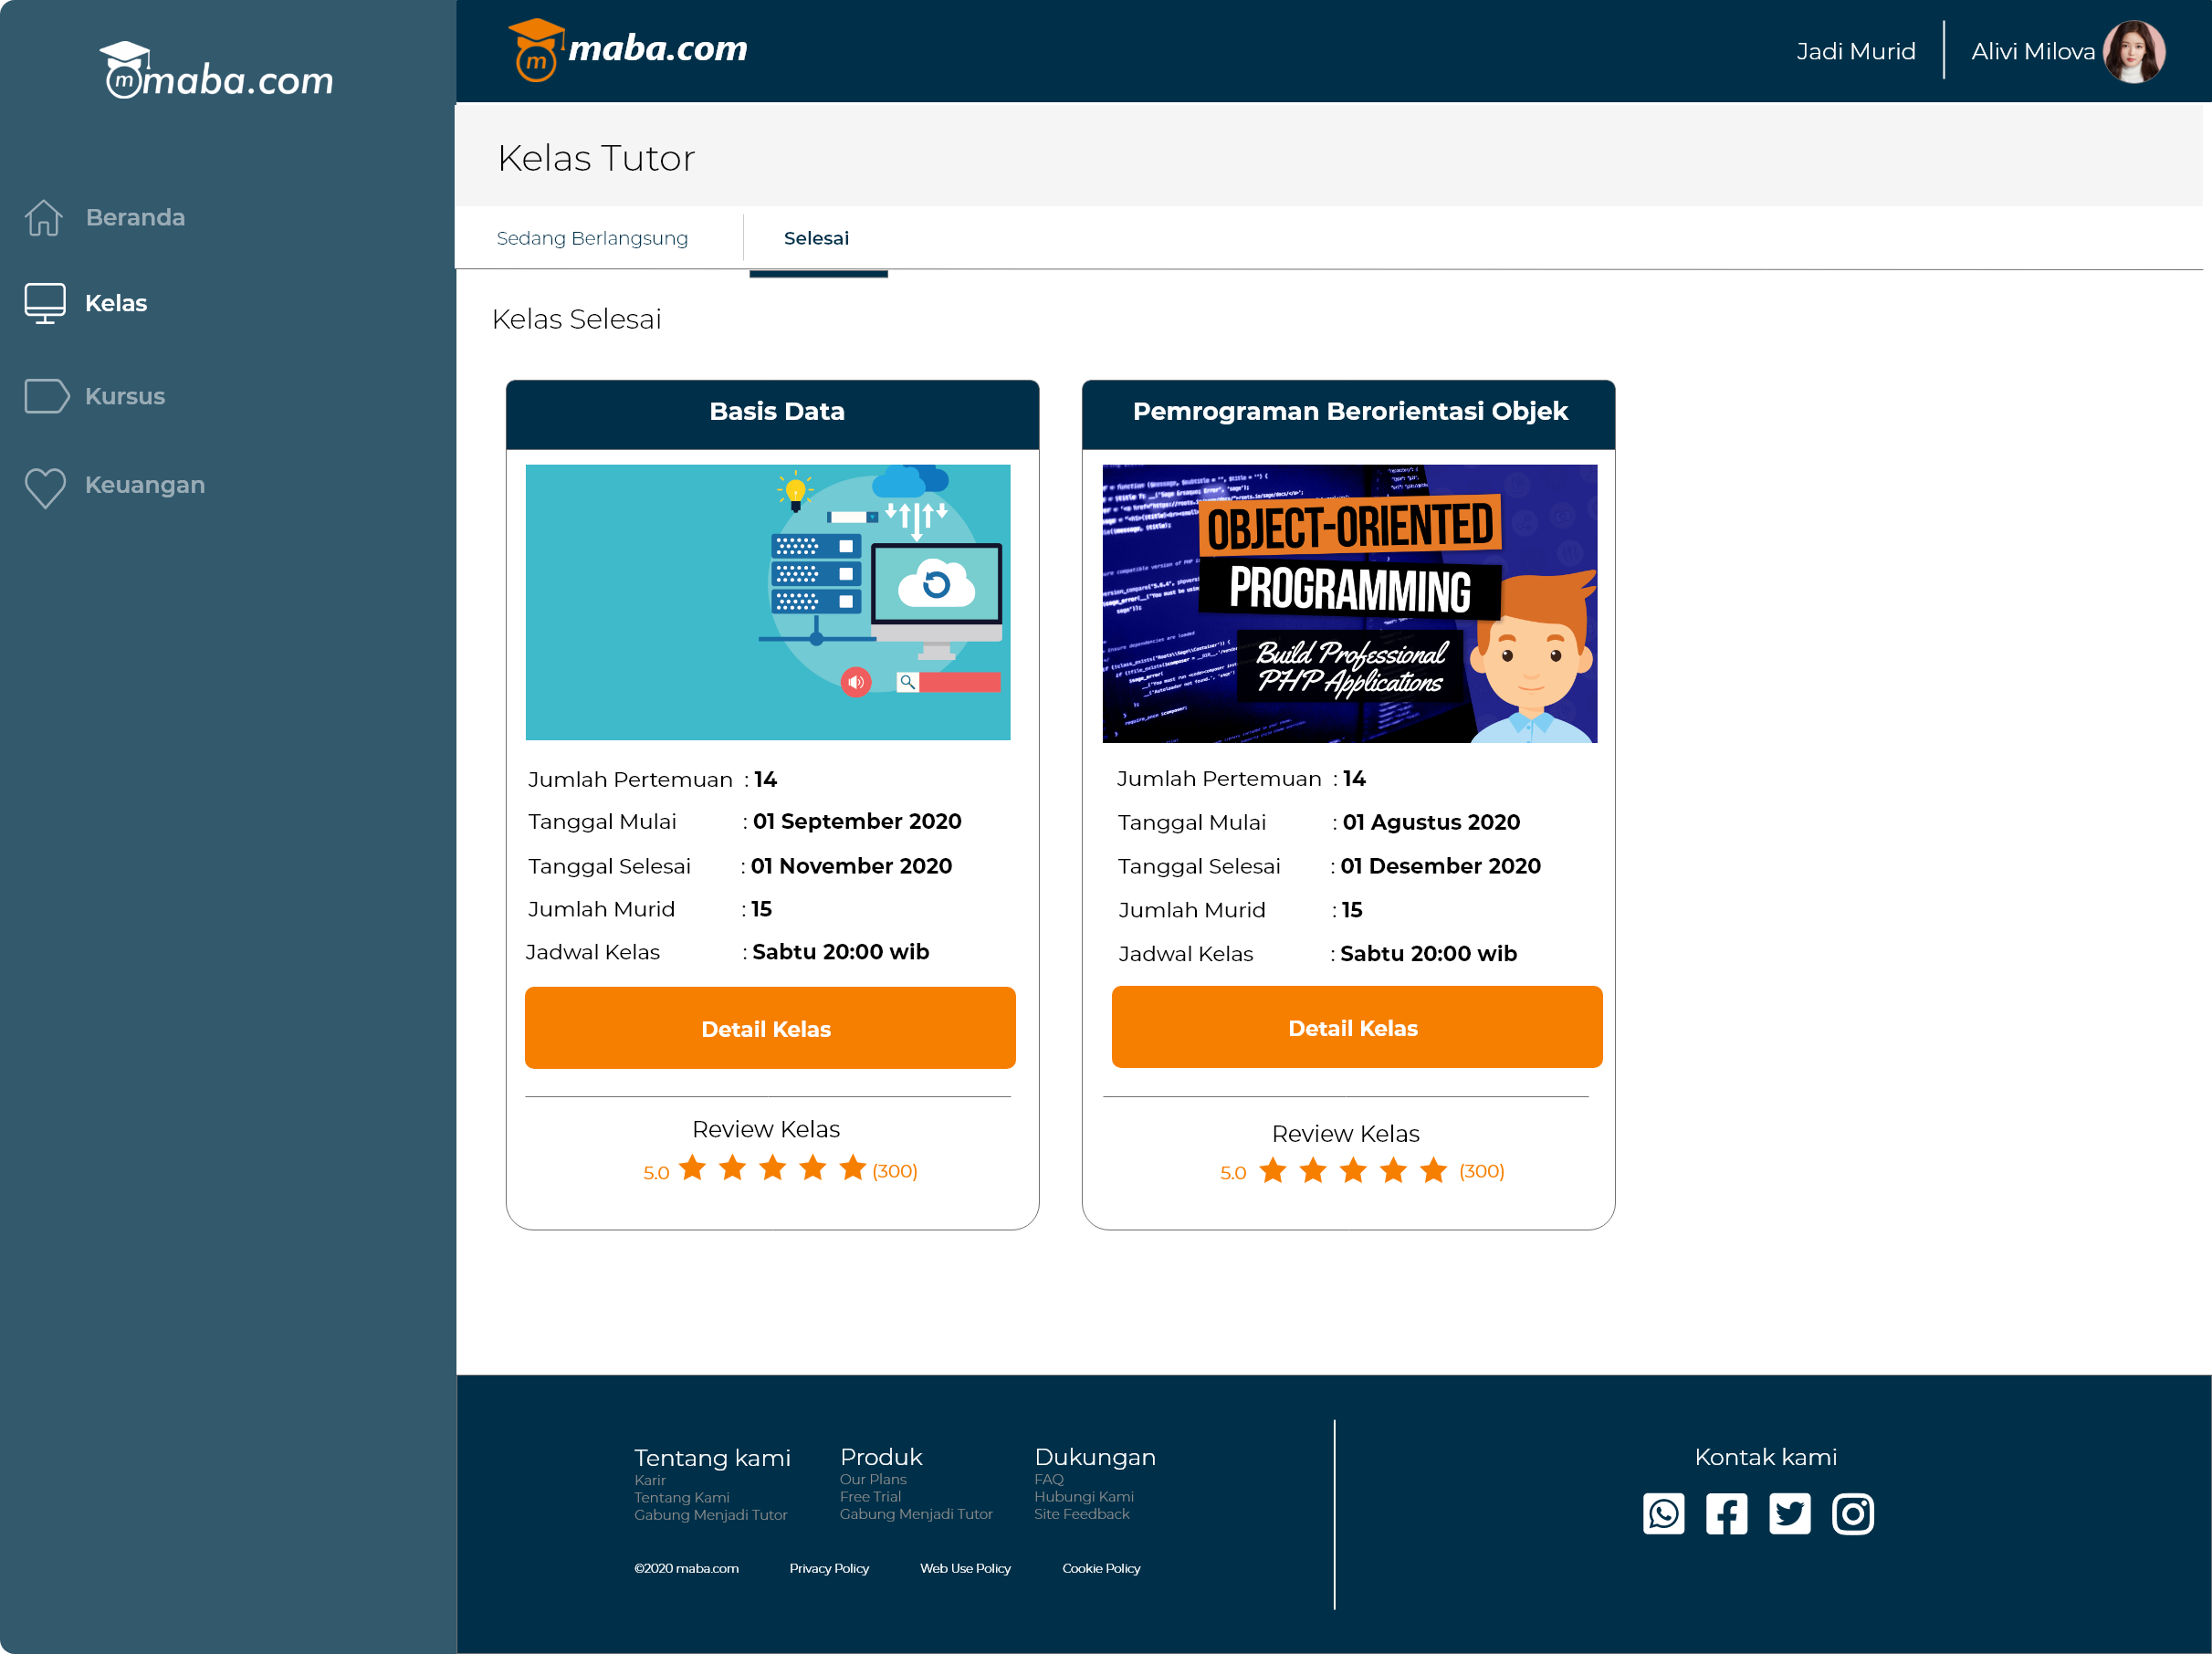 maba.com
maba.com
Jadi Murid
Alivi Milova
Beranda
Kelas
Kursus
Keuangan
Kelas Tutor
Sedang Berlangsung
Selesai
Kelas Selesai
Basis Data
Jumlah Pertemuan : 14
Tanggal Mulai : 01 September 2020
Tanggal Selesai : 01 November 2020
Jumlah Murid : 15
Jadwal Kelas : Sabtu 20:00 wib
Detail Kelas
Review Kelas
5.0 (300)
Pemrograman Berorientasi Objek
OBJECT-ORIENTED
PROGRAMMING
Build Professional
PHP Applications
Jumlah Pertemuan : 14
Tanggal Mulai : 01 Agustus 2020
Tanggal Selesai : 01 Desember 2020
Jumlah Murid : 15
Jadwal Kelas : Sabtu 20:00 wib
Detail Kelas
Review Kelas
5.0 (300)
Tentang kami
Karir
Tentang Kami
Gabung Menjadi Tutor
Produk
Our Plans
Free Trial
Gabung Menjadi Tutor
Dukungan
FAQ
Hubungi Kami
Site Feedback
Kontak kami
©2020 maba.com
Privacy Policy
Web Use Policy
Cookie Policy